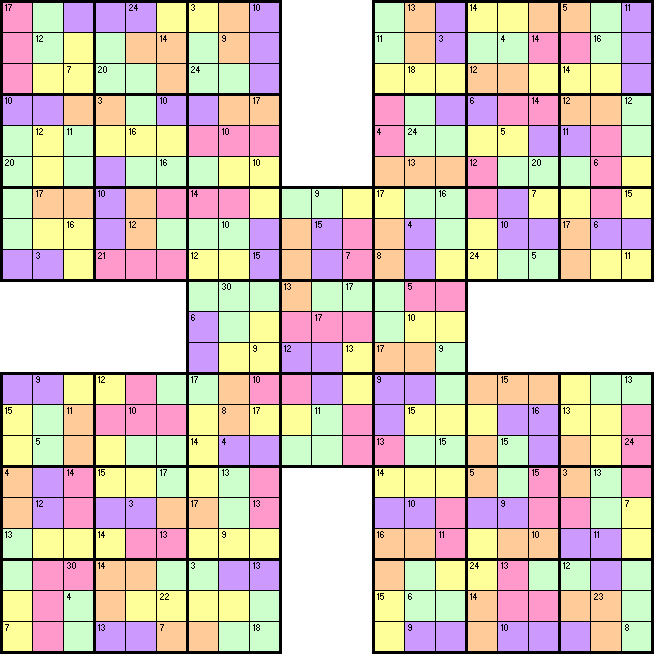 17 24 3 10 13 14 5 11
12 14 9 11 3 4 14 16
7 20 24 18 12 14
10 3 10 17 6 14 12 12
12 11 16 10 4 24 5 11
20 16 10 13 12 20 6
17 10 14 9 17 16 7 15
16 12 10 15 4 10 17 6
3 21 12 15 7 8 24 5 11
30 13 17 5
6 17 10
9 12 13 17 9
9 12 17 10 9 15 13
15 11 10 8 17 11 15 16 13
5 14 4 13 15 15 24
4 14 15 17 13 14 5 15 3 13
12 3 17 13 10 9 7
13 14 13 9 16 11 10 11
30 14 3 13 24 13 12
4 22 15 6 14 23
7 13 7 18 9 10 8